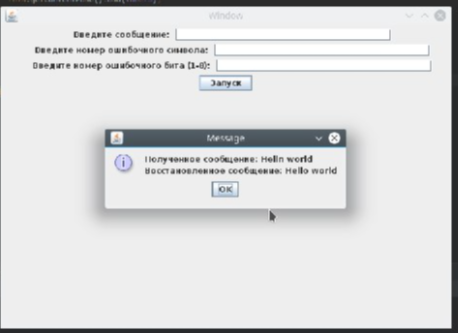 Window
Введите сообщение:
Введите номер ошибочного символа:
Введите номер ошибочного бита (1-8):
Запуск
Message
Полученное сообщение: Helln world
Восстановленное сообщение: Hello world
OK